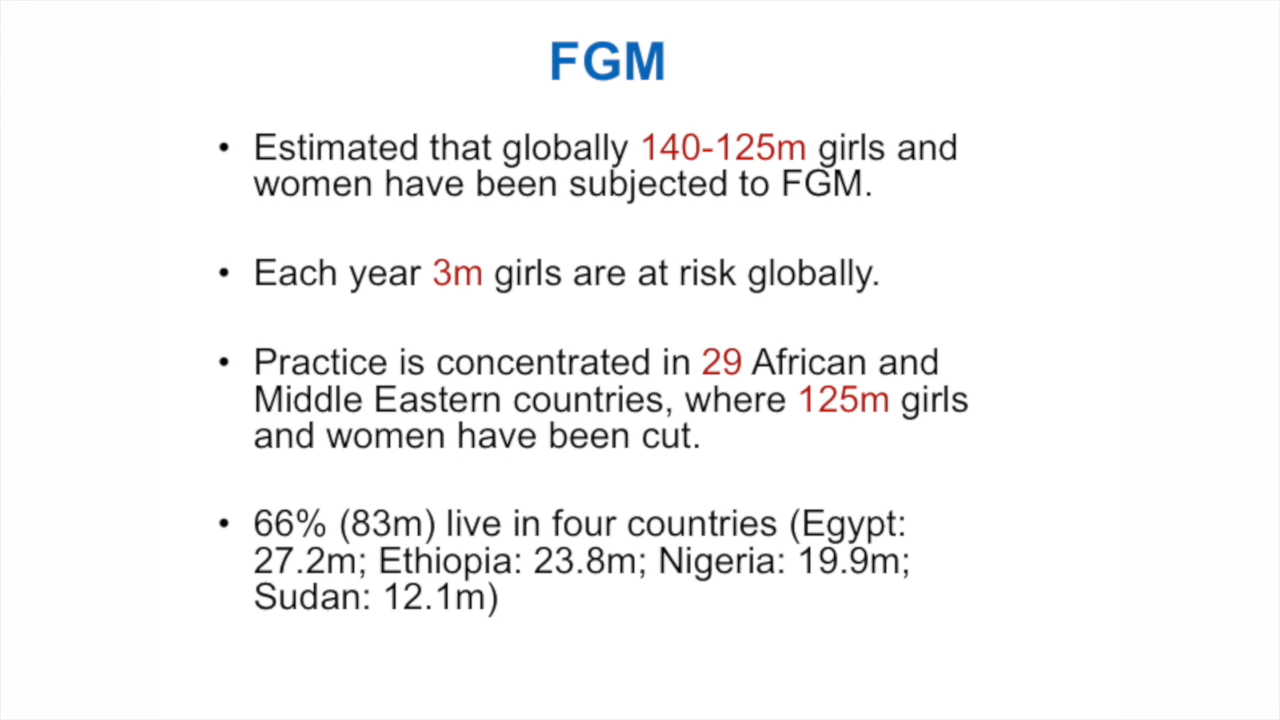 FGM
• Estimated that globally 140-125m girls and
women have been subjected to FGM.
• Each year 3m girls are at risk globally.
• Practice is concentrated in 29 African and
Middle Eastern countries, where 125m girls
and women have been cut.
• 66% (83m) live in four countries (Egypt:
27.2m; Ethiopia: 23.8m; Nigeria: 19.9m;
Sudan: 12.1m)